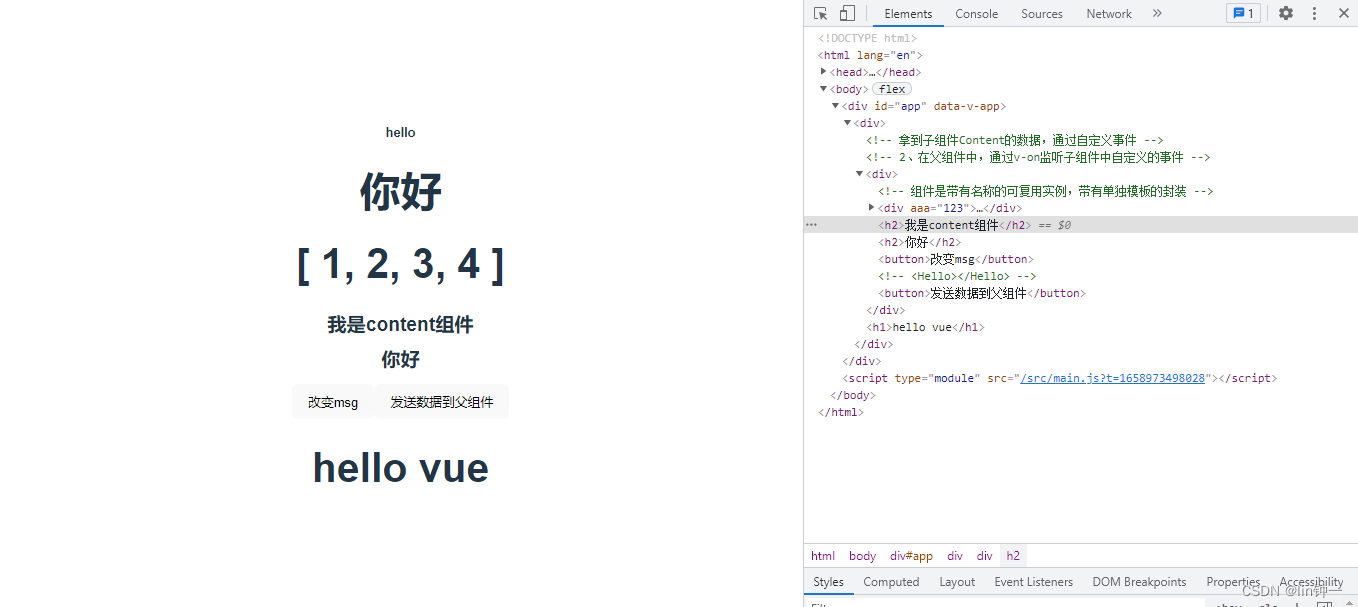 hello
你好
[ 1, 2, 3, 4 ]
我是content组件
你好
改变msg 发送数据到父组件
hello vue
Elements Console Sources Network » 1
<!DOCTYPE html>
<html lang="en">
<head>…</head>
<body> flex
<div id="app" data-v-app>
<div>
<!-- 拿到子组件Content的数据，通过自定义事件 -->
<!-- 2、在父组件中，通过v-on监听子组件中自定义的事件 -->
<div>
<!-- 组件是带有名称的可复用实例，带有单独模板的封装 -->
<div aaa="123">…</div>
<h2>我是content组件</h2> == $0
<h2>你好</h2>
<button>改变msg</button>
<!-- <Hello></Hello> -->
<button>发送数据到父组件</button>
</div>
<h1>hello vue</h1>
</div>
</div>
<script type="module" src="/src/main.js?t=1658973498028"></script>
</body>
</html>
html body div#app div div h2
Styles Computed Layout Event Listeners DOM Breakpoints Properties Accessibility
CSDN @lin钟一